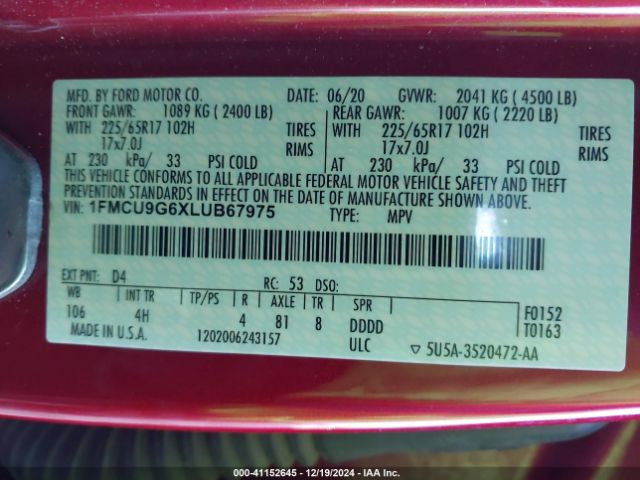 MFD. BY FORD MOTOR CO. DATE: 06/20 GVWR: 2041 KG ( 4500 LB)
FRONT GAWR: 1089 KG ( 2400 LB) REAR GAWR: 1007 KG ( 2220 LB)
WITH 225/65R17 102H TIRES WITH 225/65R17 102H TIRES
17x7.0J RIMS 17x7.0J RIMS
AT 230 kPa/ 33 PSI COLD AT 230 kPa/ 33 PSI COLD
THIS VEHICLE CONFORMS TO ALL APPLICABLE FEDERAL MOTOR VEHICLE SAFETY AND THEFT
PREVENTION STANDARDS IN EFFECT ON THE DATE OF MANUFACTURE SHOWN ABOVE.
VIN: 1FMCU9G6XLUB67975 TYPE: MPV
EXT PNT: D4 RC: 53 DSO:
WB INT TR TP/PS R AXLE TR SPR F0152
106 4H 4 81 8 DDDD T0163
MADE IN U.S.A. 1202006243157 ULC ▽ 5U5A-3520472-AA
000-41152645 - 12/19/2024 - IAA Inc.